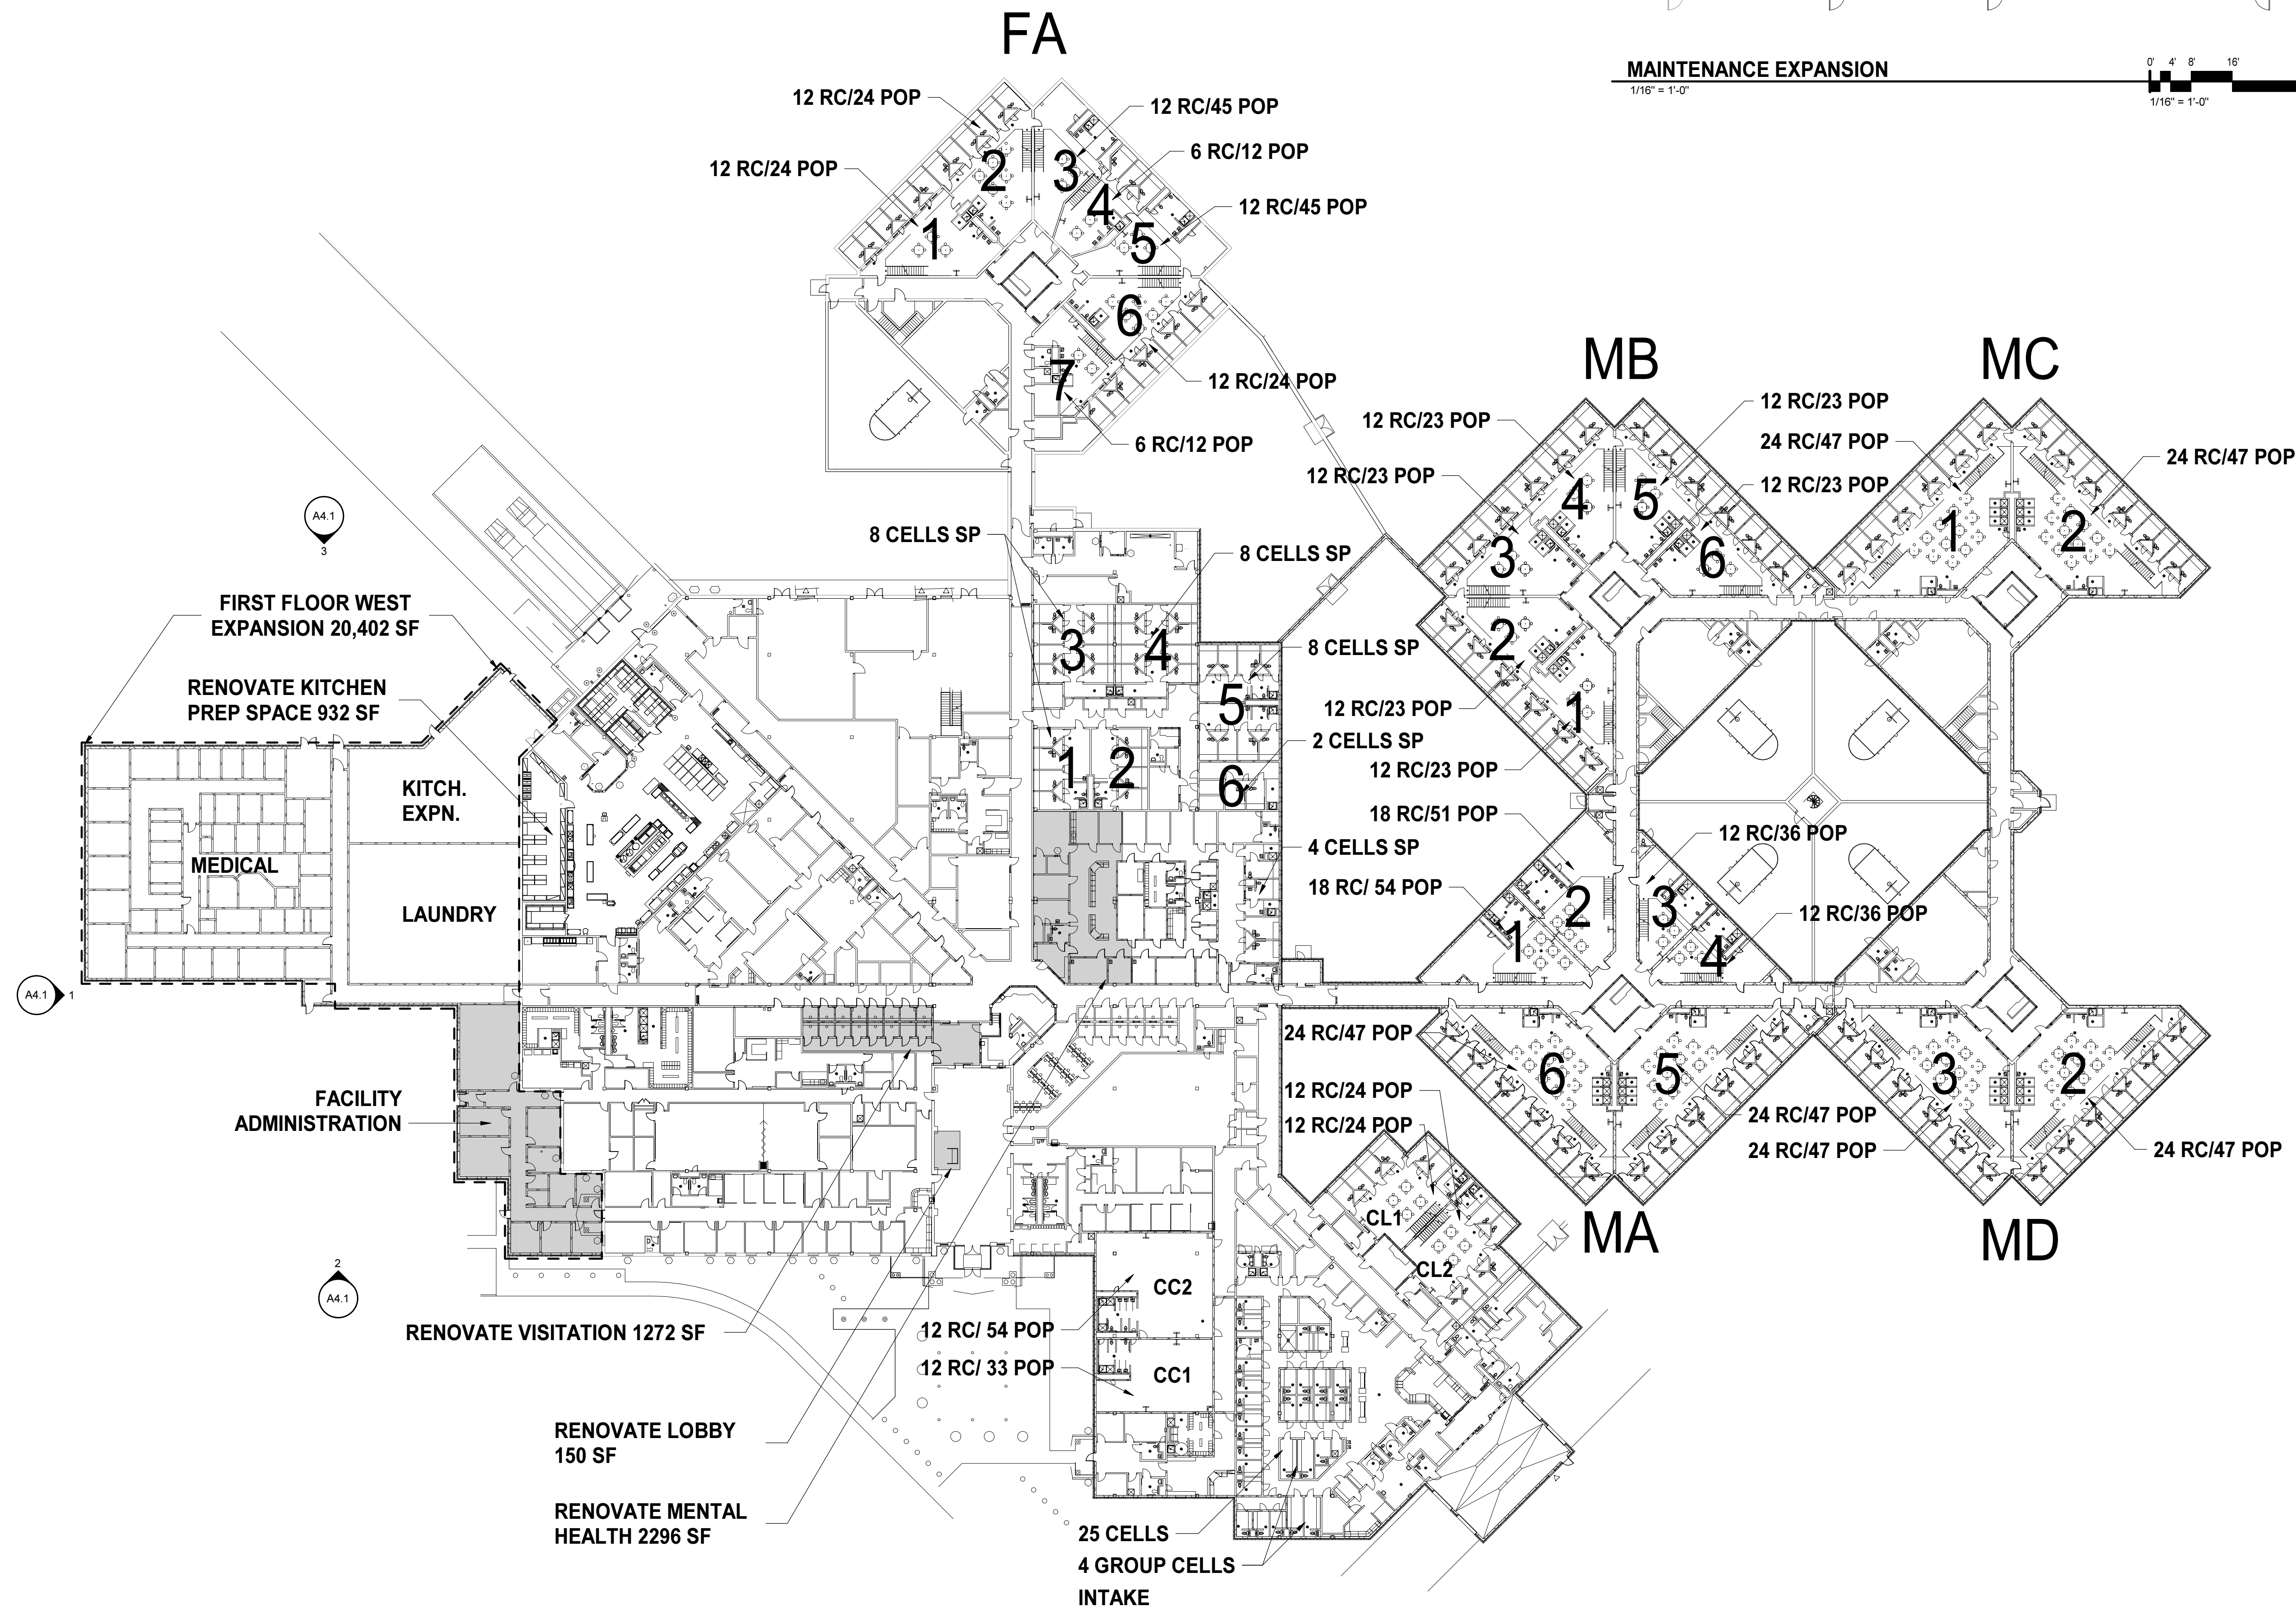 FA
MAINTENANCE EXPANSION
1/16" = 1'-0"
0' 4' 8' 16'
1/16" = 1'-0"
12 RC/24 POP
12 RC/45 POP
6 RC/12 POP
12 RC/24 POP
12 RC/45 POP
2
3
4
1
5
6
7
12 RC/24 POP
6 RC/12 POP
MB
MC
12 RC/23 POP
12 RC/23 POP
24 RC/47 POP
24 RC/47 POP
12 RC/23 POP
12 RC/23 POP
4
5
3
6
2
1
1
2
12 RC/23 POP
12 RC/23 POP
A4.1
3
8 CELLS SP
8 CELLS SP
3
4
8 CELLS SP
5
2 CELLS SP
1
2
6
4 CELLS SP
FIRST FLOOR WEST
EXPANSION 20,402 SF
RENOVATE KITCHEN
PREP SPACE 932 SF
KITCH.
EXPN.
MEDICAL
LAUNDRY
18 RC/51 POP
12 RC/36 POP
18 RC/ 54 POP
12 RC/36 POP
2
3
1
4
A4.1
1
24 RC/47 POP
6
5
3
2
12 RC/24 POP
12 RC/24 POP
24 RC/47 POP
24 RC/47 POP
24 RC/47 POP
MA
MD
FACILITY
ADMINISTRATION
CL1
CL2
2
A4.1
CC2
12 RC/ 54 POP
12 RC/ 33 POP
CC1
RENOVATE VISITATION 1272 SF
RENOVATE LOBBY
150 SF
RENOVATE MENTAL
HEALTH 2296 SF
25 CELLS
4 GROUP CELLS
INTAKE